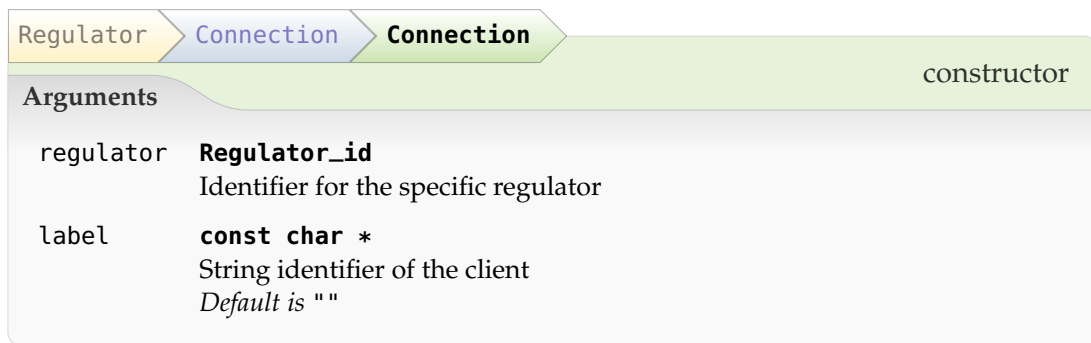 Regulator Connection Connection
constructor
Arguments
regulator Regulator_id
Identifier for the specific regulator
label const char *
String identifier of the client
Default is ""